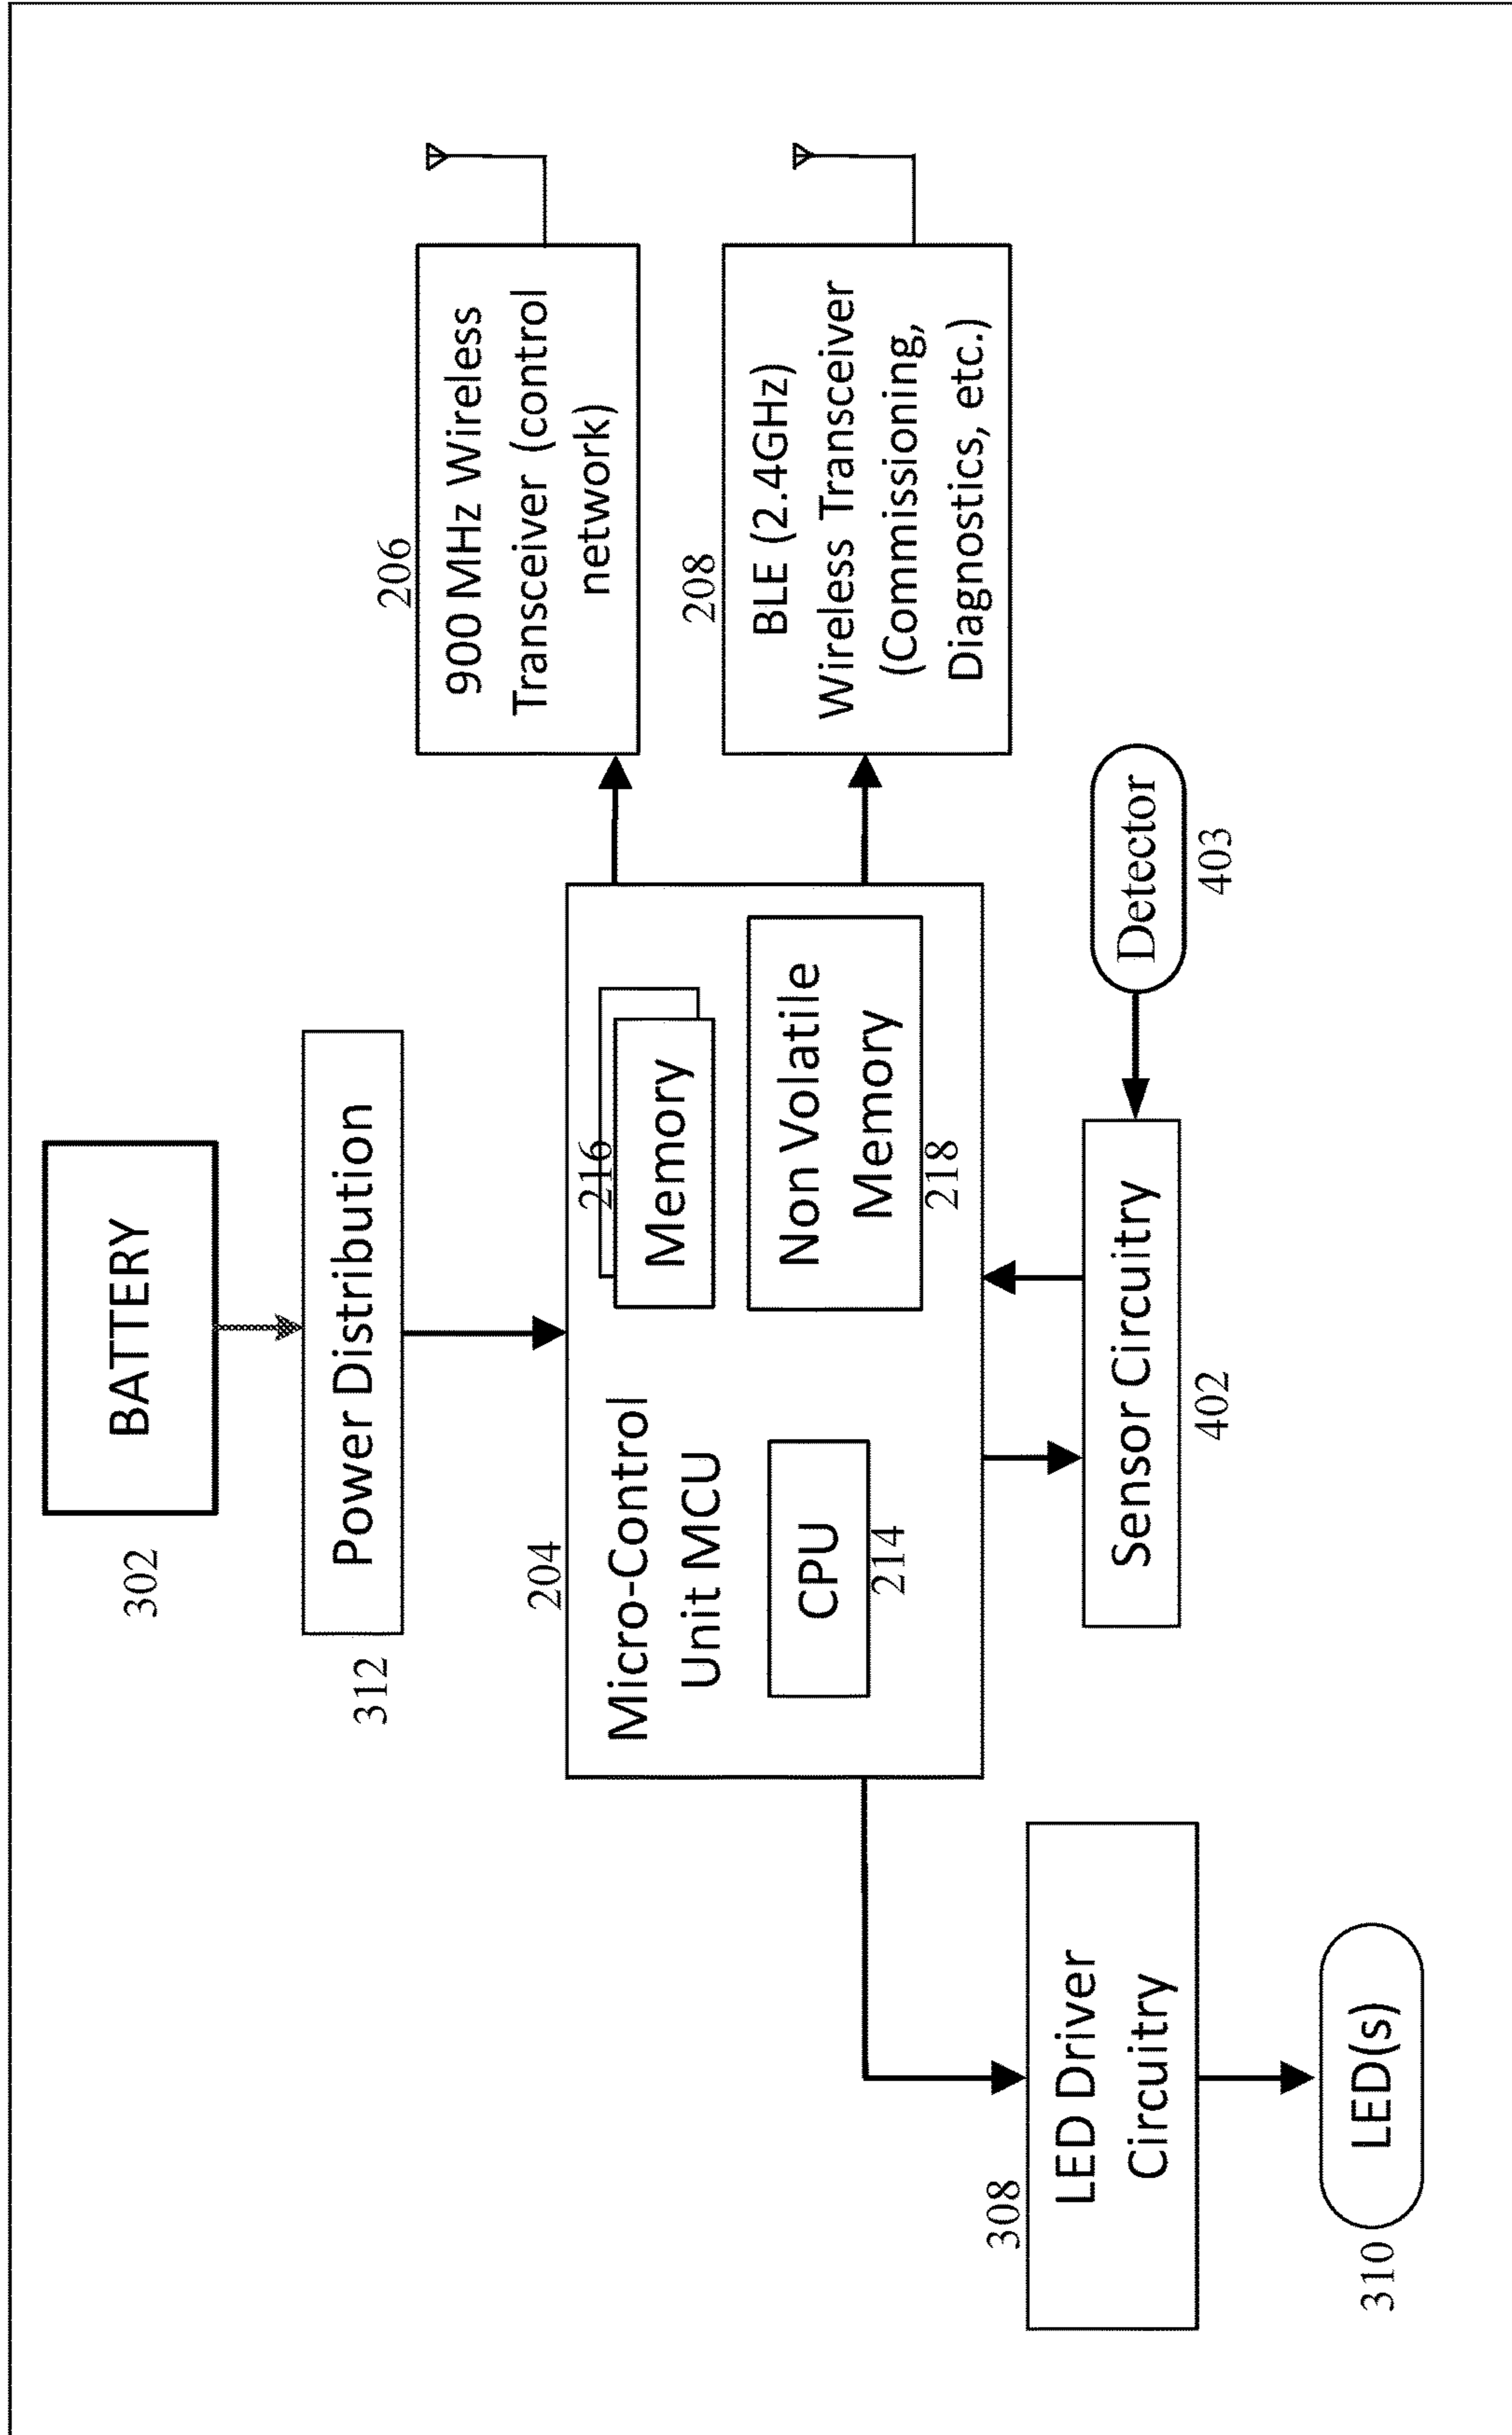 302
BATTERY
312
Power Distribution
206
900 MHz Wireless
Transceiver (control
network)
204
Micro-Control
Unit MCU
CPU
214
216
Memory
Non Volatile
Memory
218
208
BLE (2.4GHz)
Wireless Transceiver
(Commissioning,
Diagnostics, etc.)
308
LED Driver
Circuitry
Sensor Circuitry
402
Detector
403
310
LED(s)